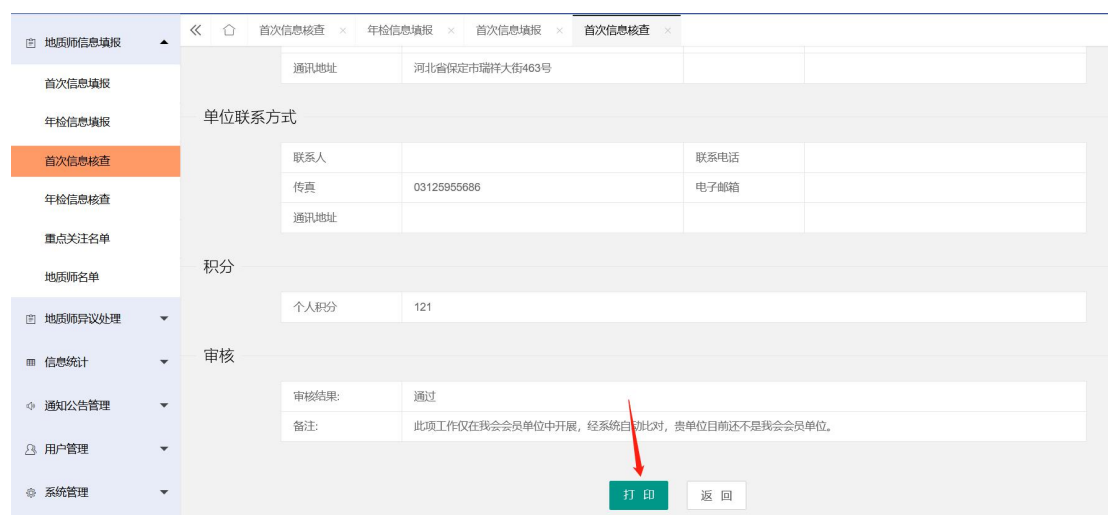 地质师信息填报
首次信息填报
年检信息填报
首次信息核查
年检信息核查
重点关注名单
地质师名单
地质师异议处理
信息统计
通知公告管理
用户管理
系统管理
首次信息核查 × 年检信息填报 × 首次信息填报 × 首次信息核查 ×
通讯地址 河北省保定市瑞祥大街463号
单位联系方式
联系人 联系电话
传真 03125955686 电子邮箱
通讯地址
积分
个人积分 121
审核
审核结果: 通过
备注: 此项工作仅在我会会员单位中开展，经系统自动比对，贵单位目前还不是我会会员单位。
打 印 返 回